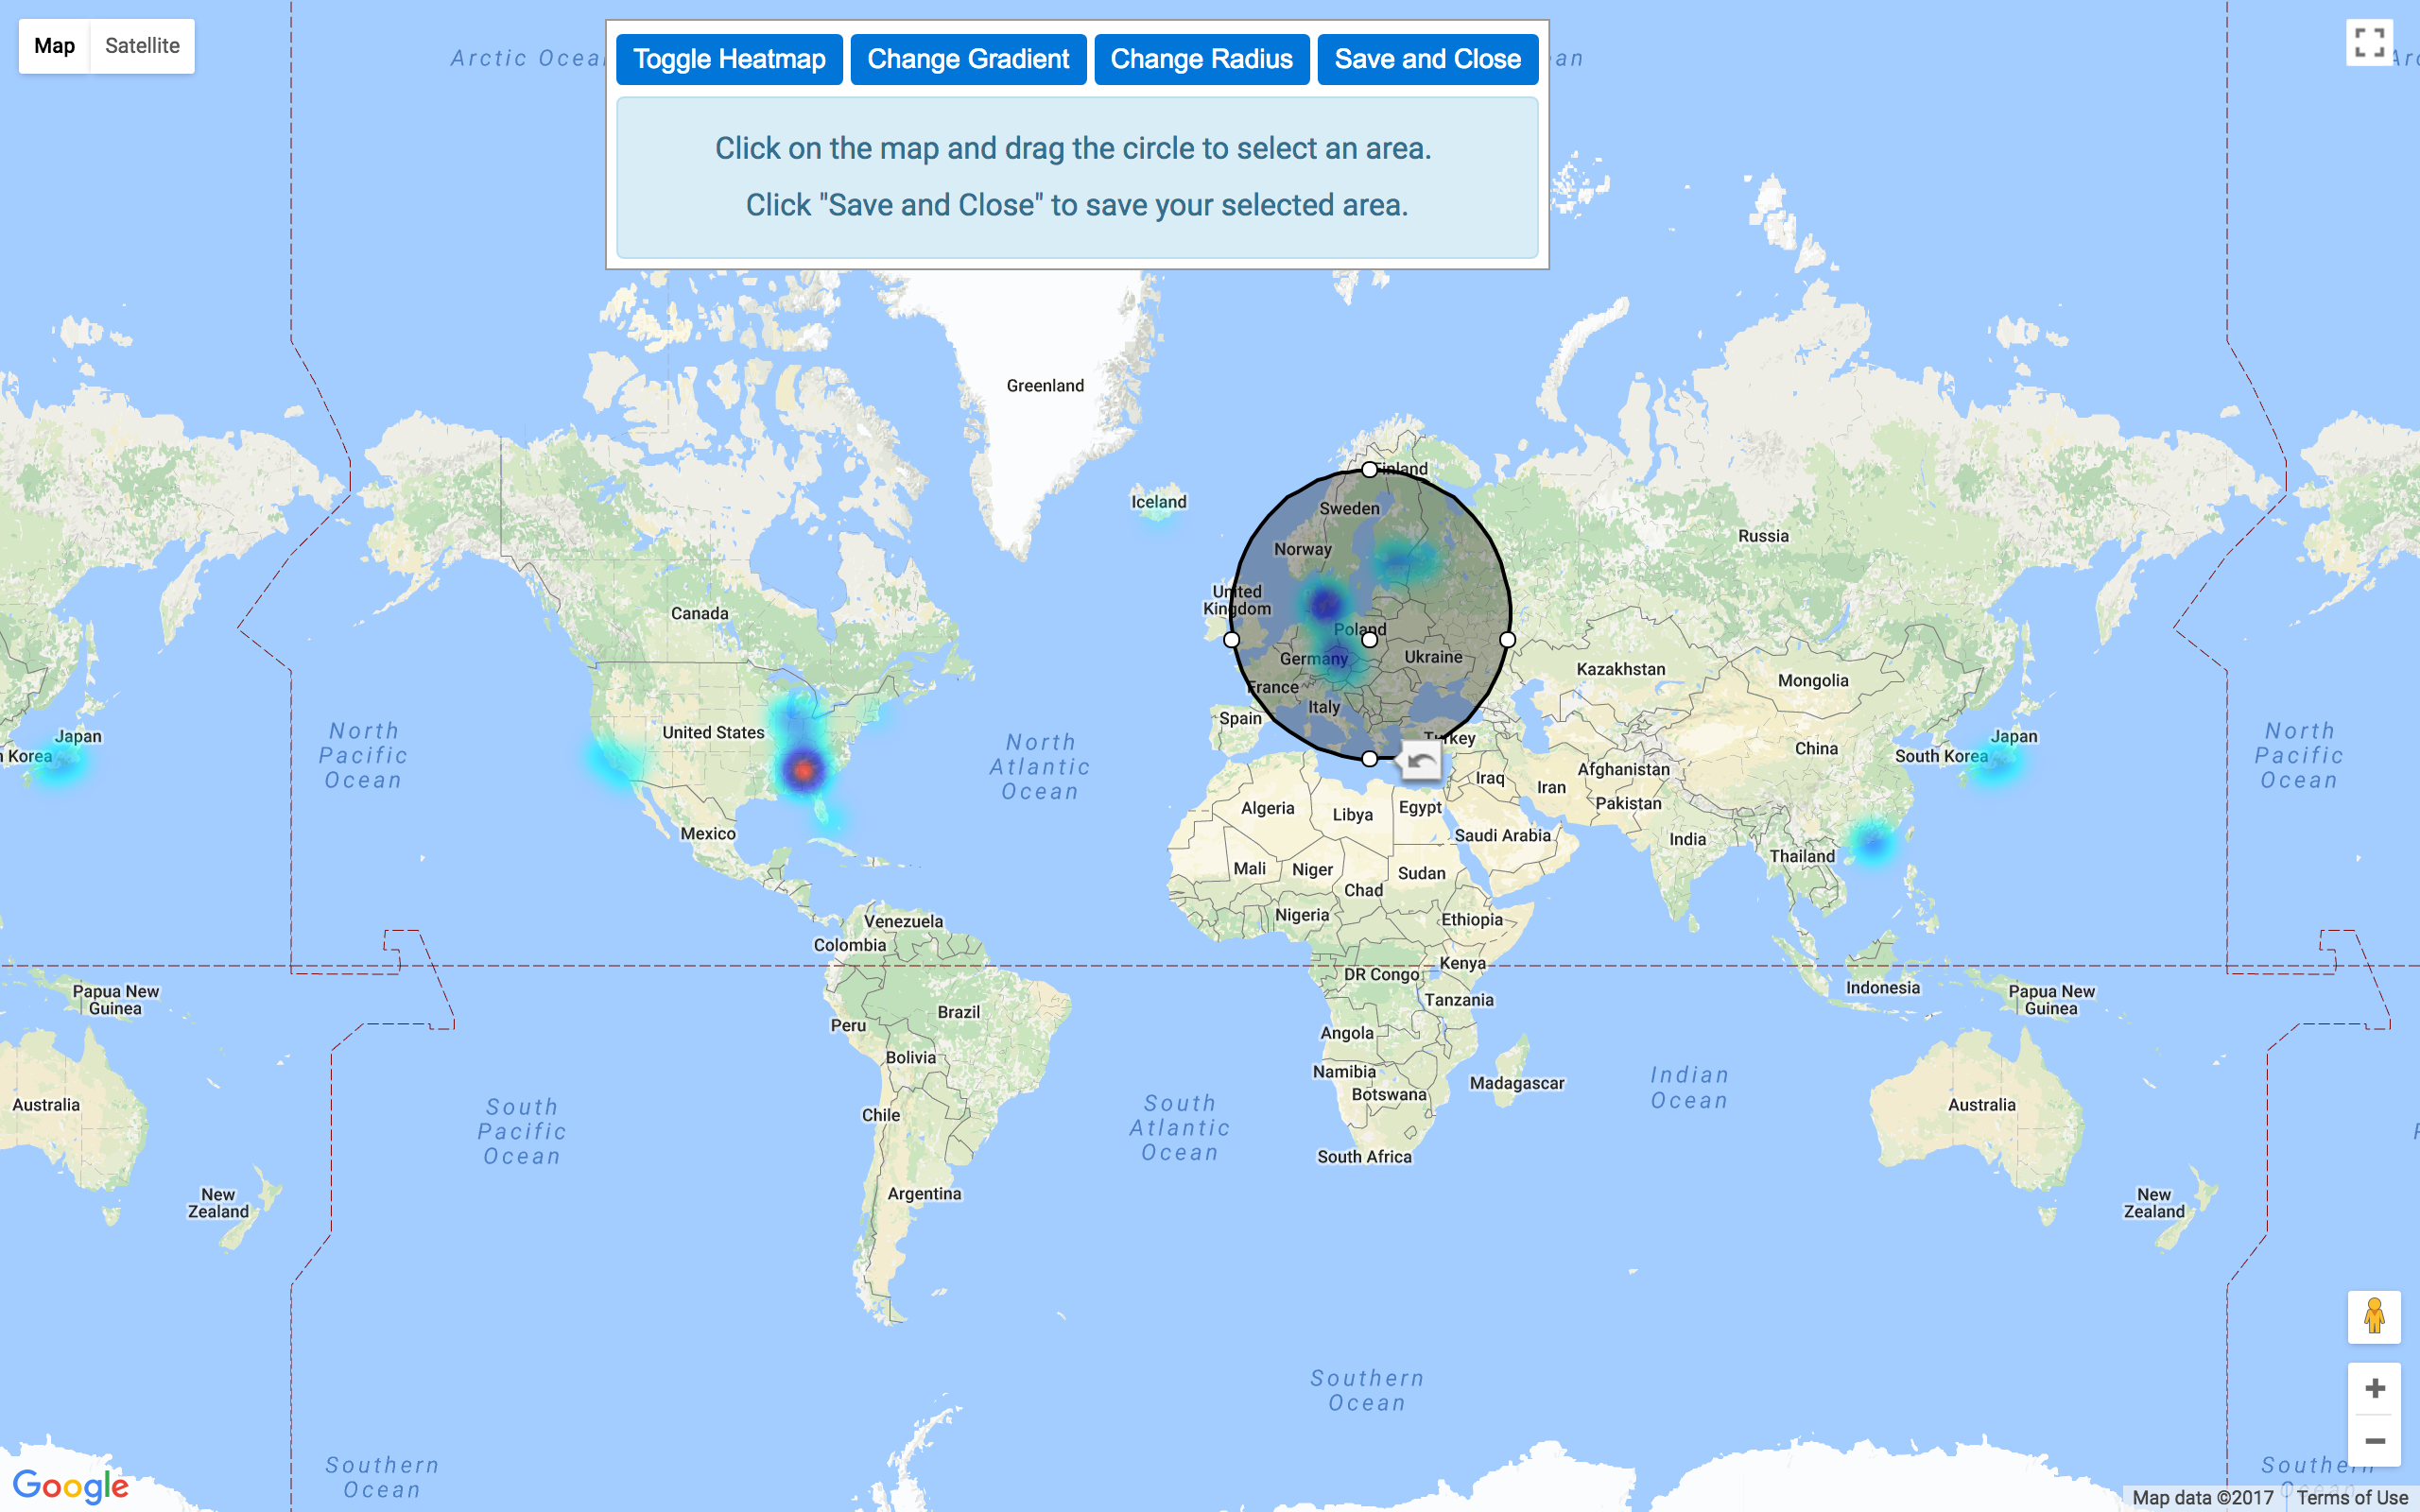 Map Satellite
Toggle Heatmap Change Gradient Change Radius Save and Close
Click on the map and drag the circle to select an area.
Click "Save and Close" to save your selected area.
Arctic
Greenland
Iceland
Finland
Sweden
Norway
Russia
United
Kingdom
Canada
Poland
Germany
Ukraine
France
Kazakhstan
Mongolia
Italy
Spain
United States
Turkey
North
Pacific
Ocean
Japan
Korea
North
Atlantic
Ocean
China
South Korea
Japan
North
Pacific
Ocean
Iraq
Iran
Afghanistan
Pakistan
Algeria
Libya
Egypt
Saudi Arabia
India
Mexico
Thailand
Mali
Niger
Chad
Sudan
Nigeria
Ethiopia
Venezuela
Colombia
DR Congo
Kenya
Tanzania
Indonesia
Papua New
Guinea
Papua New
Guinea
Brazil
Peru
Angola
Bolivia
Namibia
Botswana
Madagascar
Indian
Ocean
Australia
Australia
Chile
South
Pacific
Ocean
South
Atlantic
Ocean
South Africa
Argentina
New
Zealand
New
Zealand
Southern
Ocean
Southern
Ocean
Southern
Ocean
Google
Map data ©2017 Terms of Use